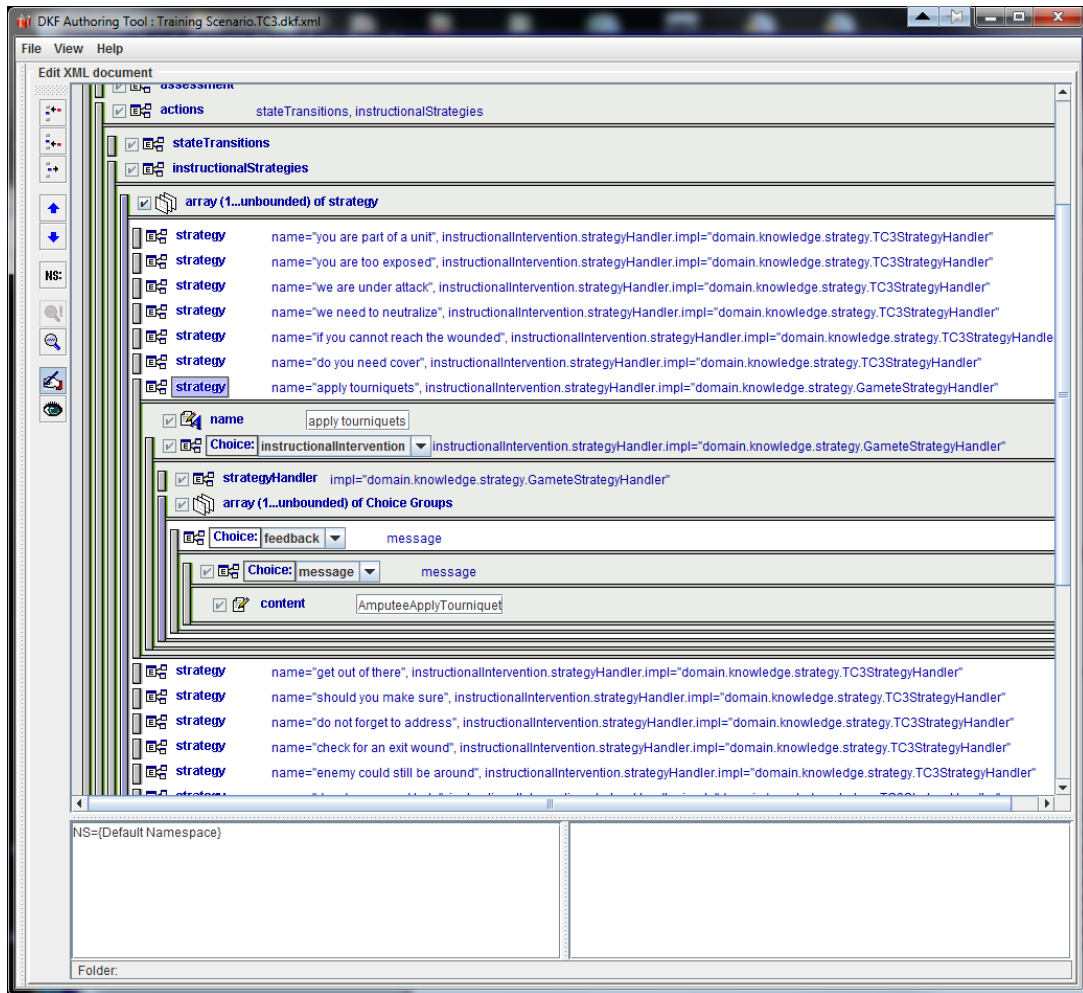 DKF Authoring Tool : Training Scenario.TC3.dkf.xml
File View Help
Edit XML document
assessment
actions stateTransitions, instructionalStrategies
stateTransitions
instructionalStrategies
array (1...unbounded) of strategy
strategy name="you are part of a unit", instructionalIntervention.strategyHandler.impl="domain.knowledge.strategy.TC3StrategyHandler"
strategy name="you are too exposed", instructionalIntervention.strategyHandler.impl="domain.knowledge.strategy.TC3StrategyHandler"
strategy name="we are under attack", instructionalIntervention.strategyHandler.impl="domain.knowledge.strategy.TC3StrategyHandler"
NS:
strategy name="we need to neutralize", instructionalIntervention.strategyHandler.impl="domain.knowledge.strategy.TC3StrategyHandler"
strategy name="if you cannot reach the wounded", instructionalIntervention.strategyHandler.impl="domain.knowledge.strategy.TC3StrategyHandle
strategy name="do you need cover", instructionalIntervention.strategyHandler.impl="domain.knowledge.strategy.TC3StrategyHandler"
strategy name="apply tourniquets", instructionalIntervention.strategyHandler.impl="domain.knowledge.strategy.GameteStrategyHandler"
name apply tourniquets
Choice: instructionalIntervention instructionalIntervention.strategyHandler.impl="domain.knowledge.strategy.GameteStrategyHandler"
strategyHandler impl="domain.knowledge.strategy.GameteStrategyHandler"
array (1...unbounded) of Choice Groups
Choice: feedback message
Choice: message message
content AmputeeApplyTourniquet
strategy name="get out of there", instructionalIntervention.strategyHandler.impl="domain.knowledge.strategy.TC3StrategyHandler"
strategy name="should you make sure", instructionalIntervention.strategyHandler.impl="domain.knowledge.strategy.TC3StrategyHandler"
strategy name="do not forget to address", instructionalIntervention.strategyHandler.impl="domain.knowledge.strategy.TC3StrategyHandler"
strategy name="check for an exit wound", instructionalIntervention.strategyHandler.impl="domain.knowledge.strategy.TC3StrategyHandler"
strategy name="enemy could still be around", instructionalIntervention.strategyHandler.impl="domain.knowledge.strategy.TC3StrategyHandler"
strategy
NS={Default Namespace}
Folder: